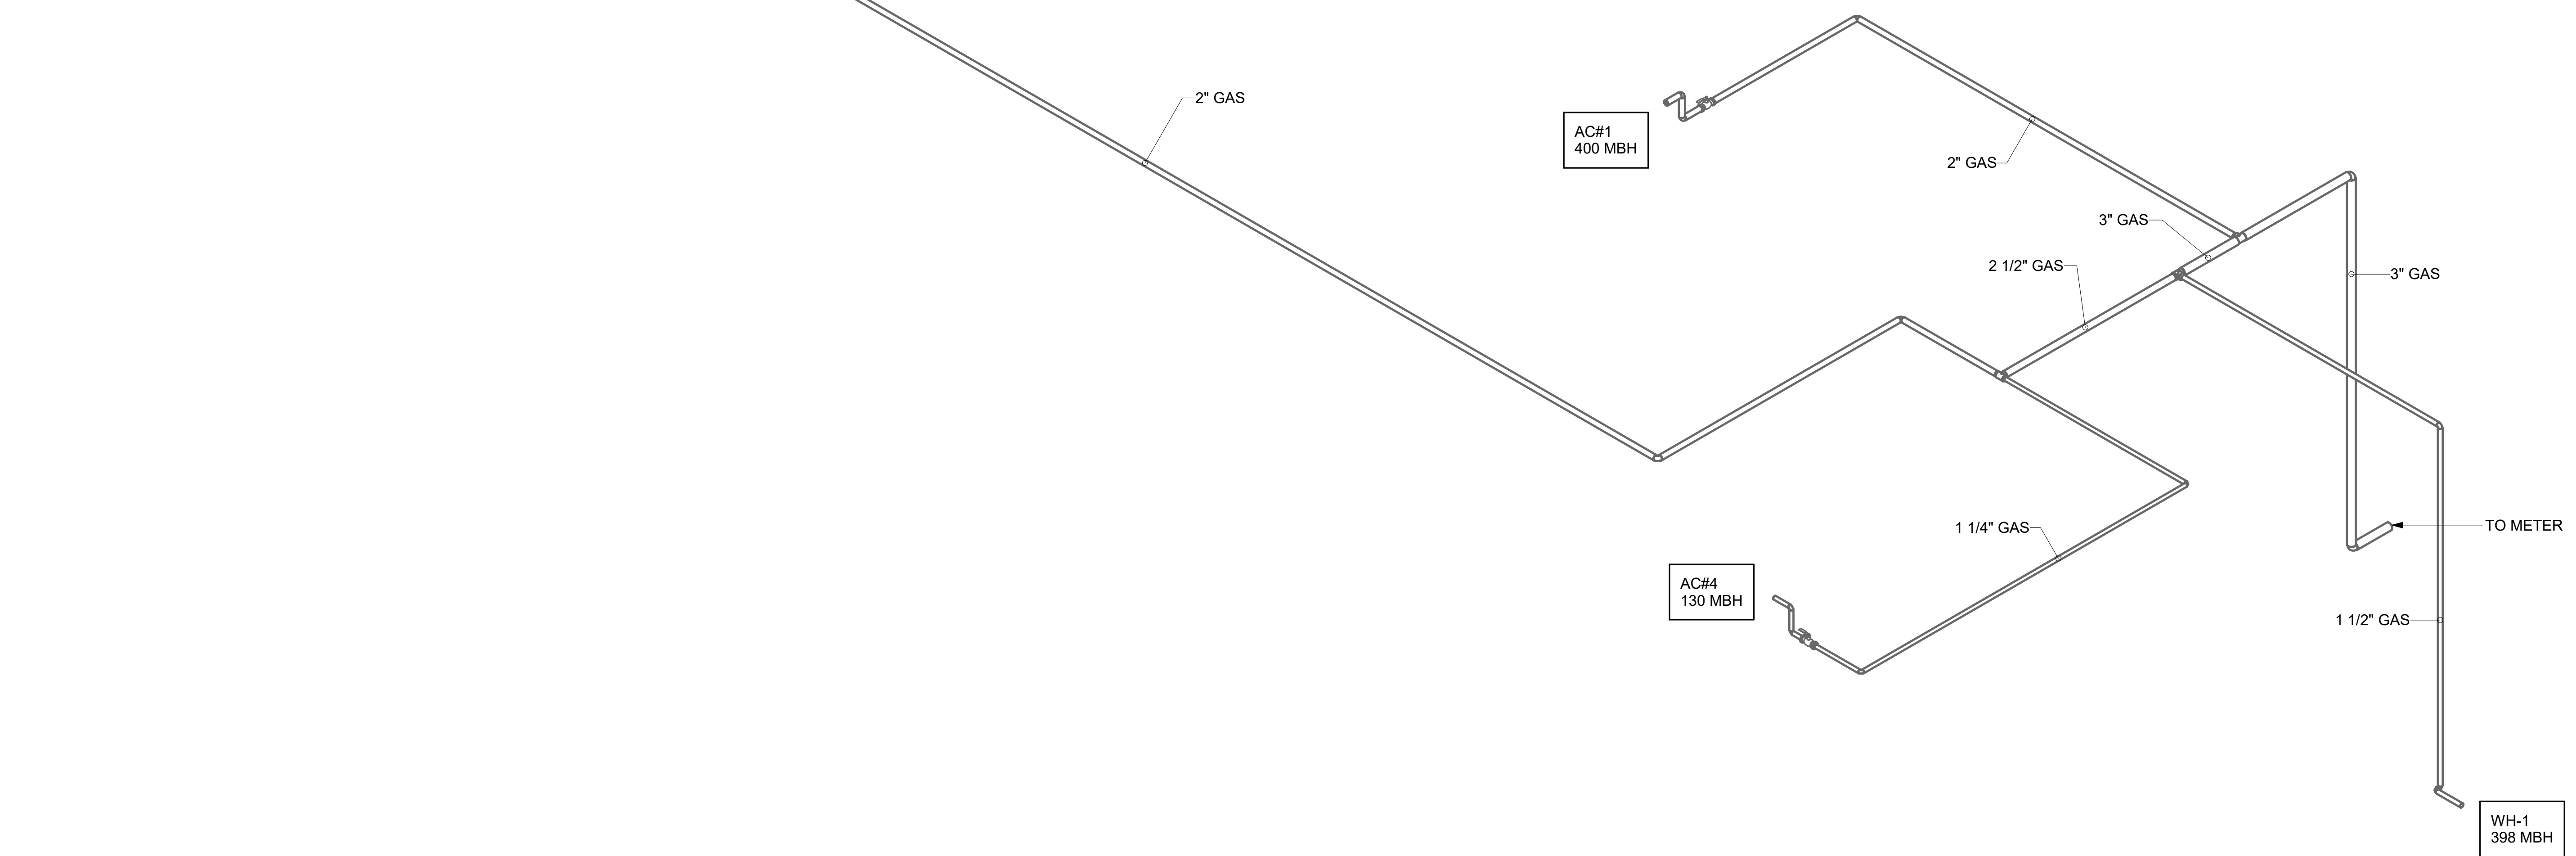 2" GAS
AC#1
400 MBH
2" GAS
3" GAS
2 1/2" GAS
3" GAS
1 1/4" GAS
TO METER
AC#4
130 MBH
1 1/2" GAS
WH-1
398 MBH